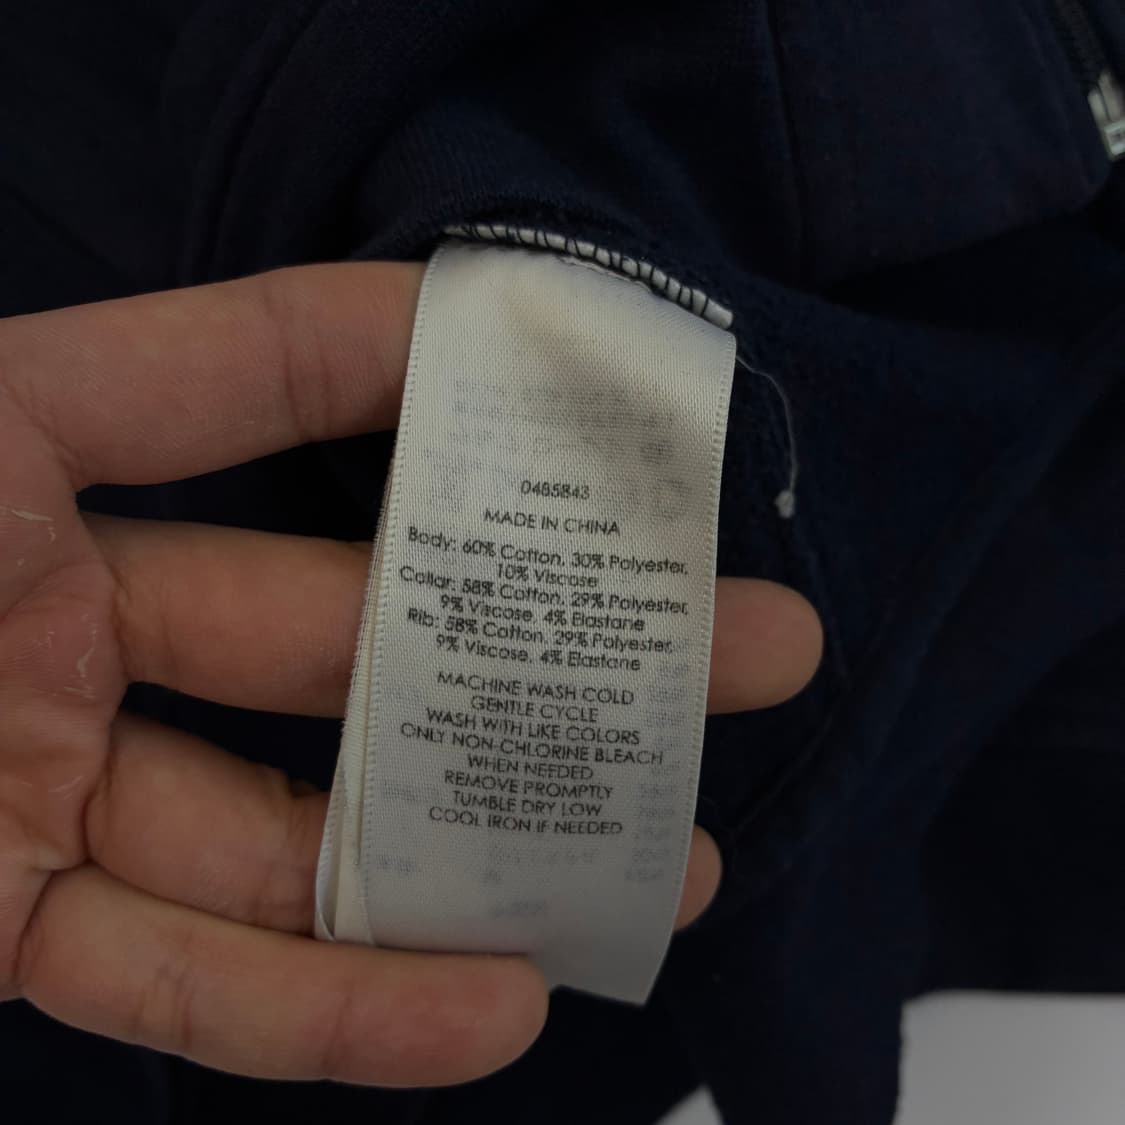 0485843
MADE IN CHINA
Body: 60% Cotton, 30% Polyester,
10% Viscose
Collar: 58% Cotton, 29% Polyester,
9% Viscose, 4% Elastane
Rib: 58% Cotton, 29% Polyester,
9% Viscose, 4% Elastane
MACHINE WASH COLD
GENTLE CYCLE
WASH WITH LIKE COLORS
ONLY NON-CHLORINE BLEACH
WHEN NEEDED
REMOVE PROMPTLY
TUMBLE DRY LOW
COOL IRON IF NEEDED